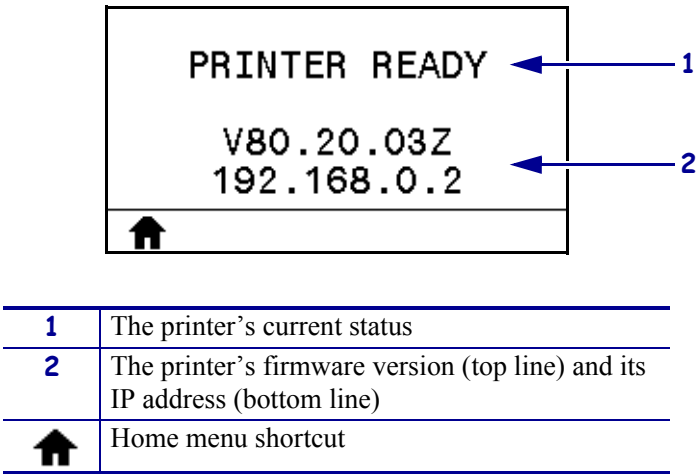 PRINTER READY
1
V80.20.03Z
192.168.0.2
2
1 The printer’s current status
2 The printer’s firmware version (top line) and its
IP address (bottom line)
Home menu shortcut